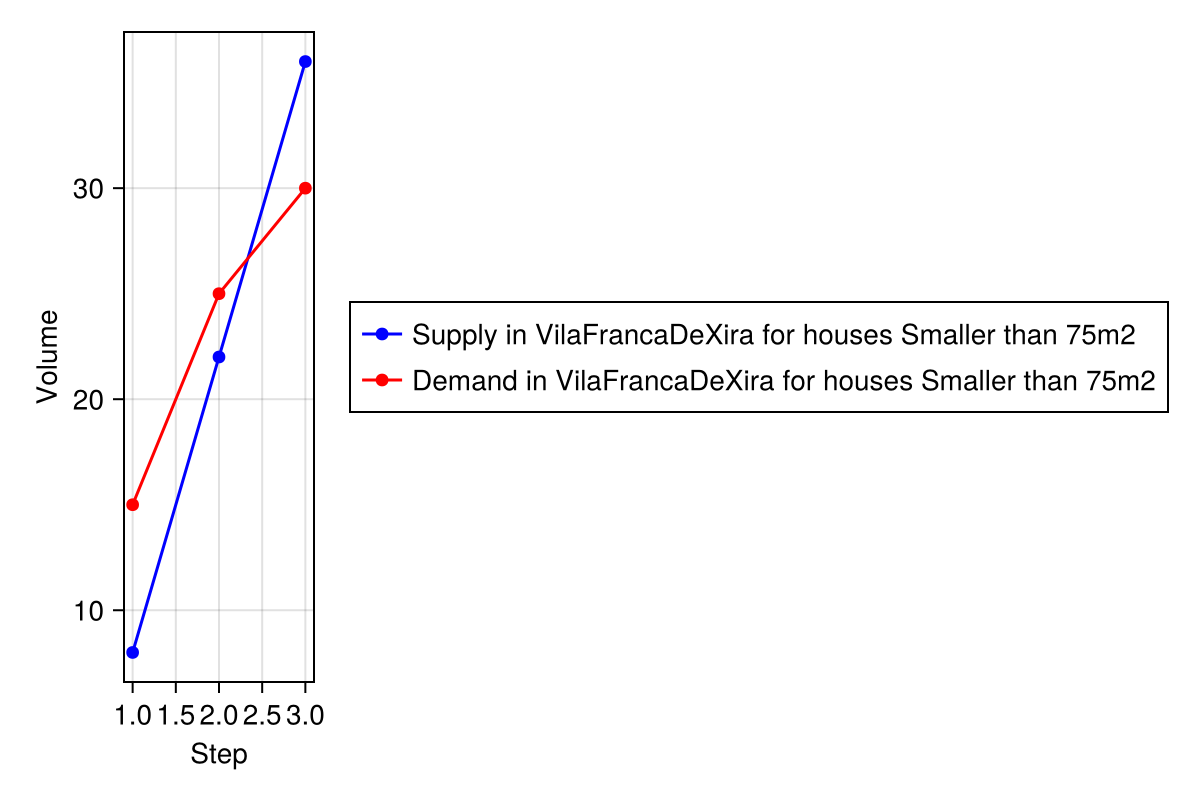 Volume
30
20
10
1.0 1.5 2.0 2.5 3.0
Step
Supply in VilaFrancaDeXira for houses Smaller than 75m2
Demand in VilaFrancaDeXira for houses Smaller than 75m2